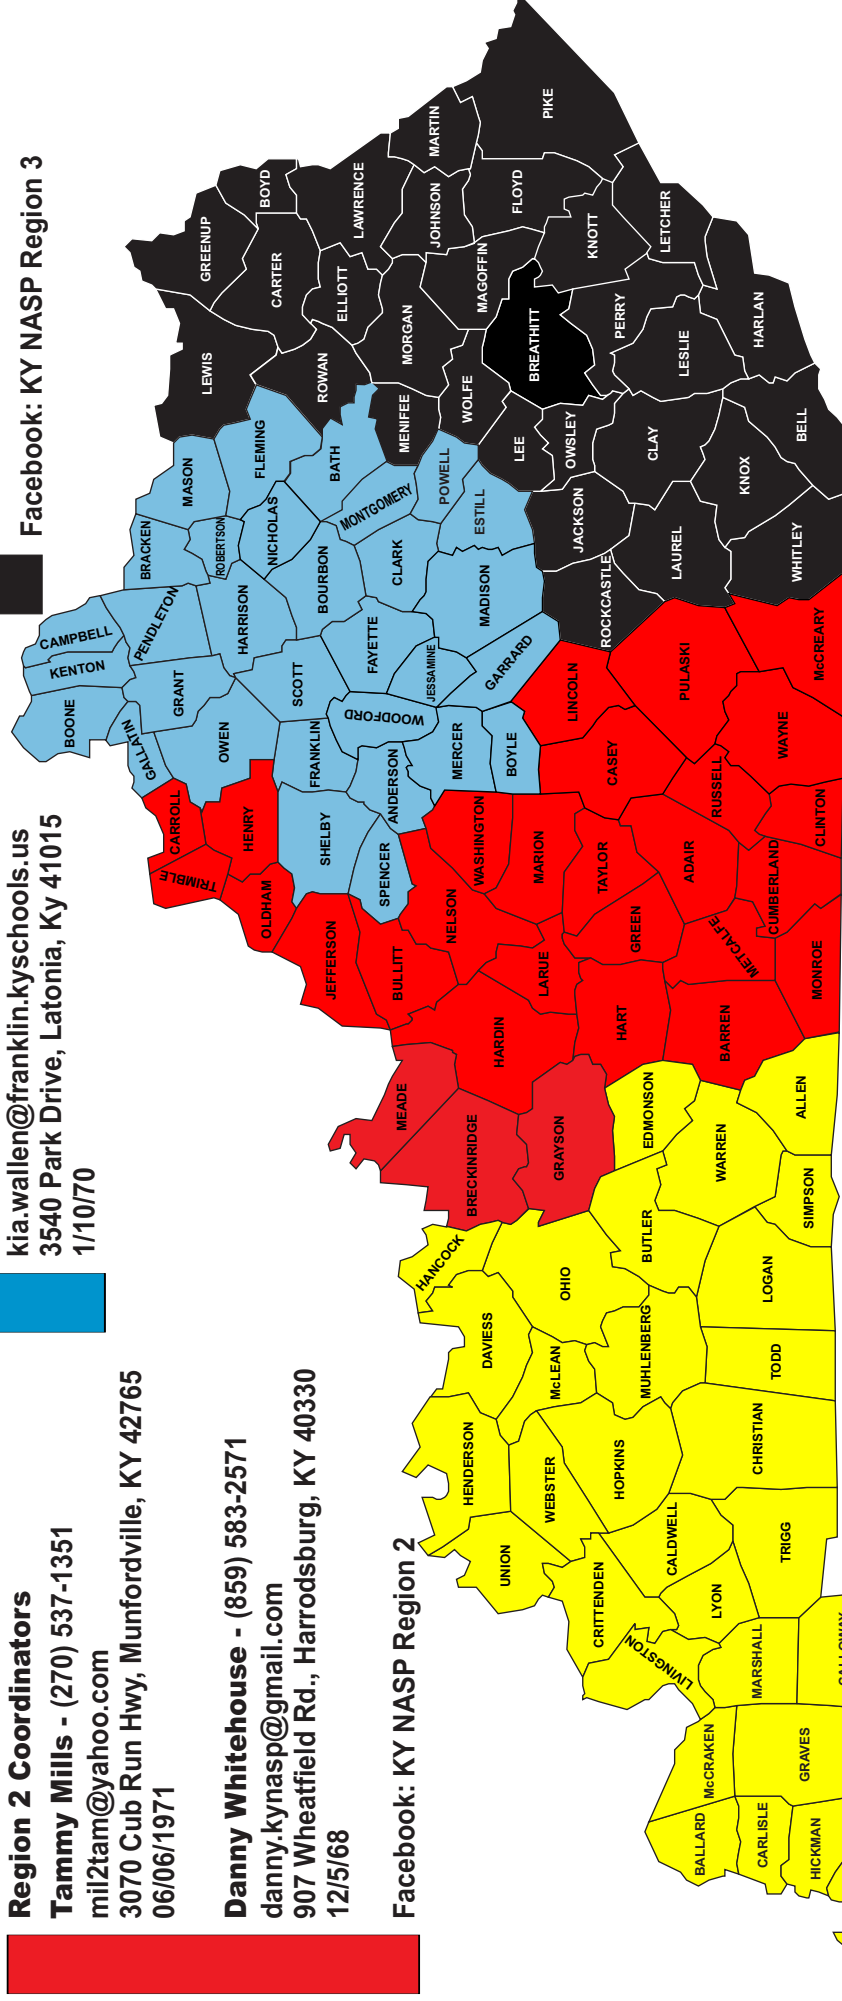 Region 2 Coordinators
Tammy Mills - (270) 537-1351
mil2tam@yahoo.com
3070 Cub Run Hwy, Munfordville, KY 42765
06/06/1971
Danny Whitehouse - (859) 583-2571
danny.kynasp@gmail.com
907 Wheatfield Rd., Harrodsburg, KY 40330
12/5/68
Facebook: KY NASP Region 2
kia.wallen@franklin.kyschools.us
3540 Park Drive, Latonia, Ky 41015
1/10/70
Facebook: KY NASP Region 3
BOONE
KENTON
CAMPBELL
GALLATIN
GRANT
PENDLETON
BRACKEN
MASON
LEWIS
GREENUP
TRIMBLE
CARROLL
OWEN
HARRISON
ROBERTSON
FLEMING
CARTER
BOYD
OLDHAM
HENRY
SCOTT
NICHOLAS
ROWAN
ELLIOTT
LAWRENCE
JEFFERSON
SHELBY
FRANKLIN
WOODFORD
FAYETTE
BOURBON
BATH
MORGAN
JOHNSON
MARTIN
MEADE
BULLITT
SPENCER
ANDERSON
JESSAMINE
CLARK
MONTGOMERY
MENIFEE
MAGOFFIN
FLOYD
PIKE
HANCOCK
BRECKINRIDGE
HARDIN
NELSON
WASHINGTON
MERCER
BOYLE
GARRARD
MADISON
ESTILL
POWELL
WOLFE
BREATHITT
KNOTT
LETCHER
HENDERSON
DAVIESS
OHIO
GRAYSON
LARUE
MARION
LINCOLN
ROCKCASTLE
JACKSON
LEE
OWSLEY
PERRY
UNION
WEBSTER
McLEAN
BUTLER
EDMONSON
HART
GREEN
TAYLOR
CASEY
PULASKI
LAUREL
CLAY
LESLIE
HARLAN
CRITTENDEN
HOPKINS
MUHLENBERG
WARREN
BARREN
METCALFE
ADAIR
RUSSELL
WAYNE
McCREARY
WHITLEY
KNOX
BELL
LIVINGSTON
LYON
CALDWELL
CHRISTIAN
TODD
LOGAN
SIMPSON
ALLEN
MONROE
CUMBERLAND
CLINTON
BALLARD
McCRAKEN
MARSHALL
TRIGG
CARLISLE
GRAVES
HICKMAN